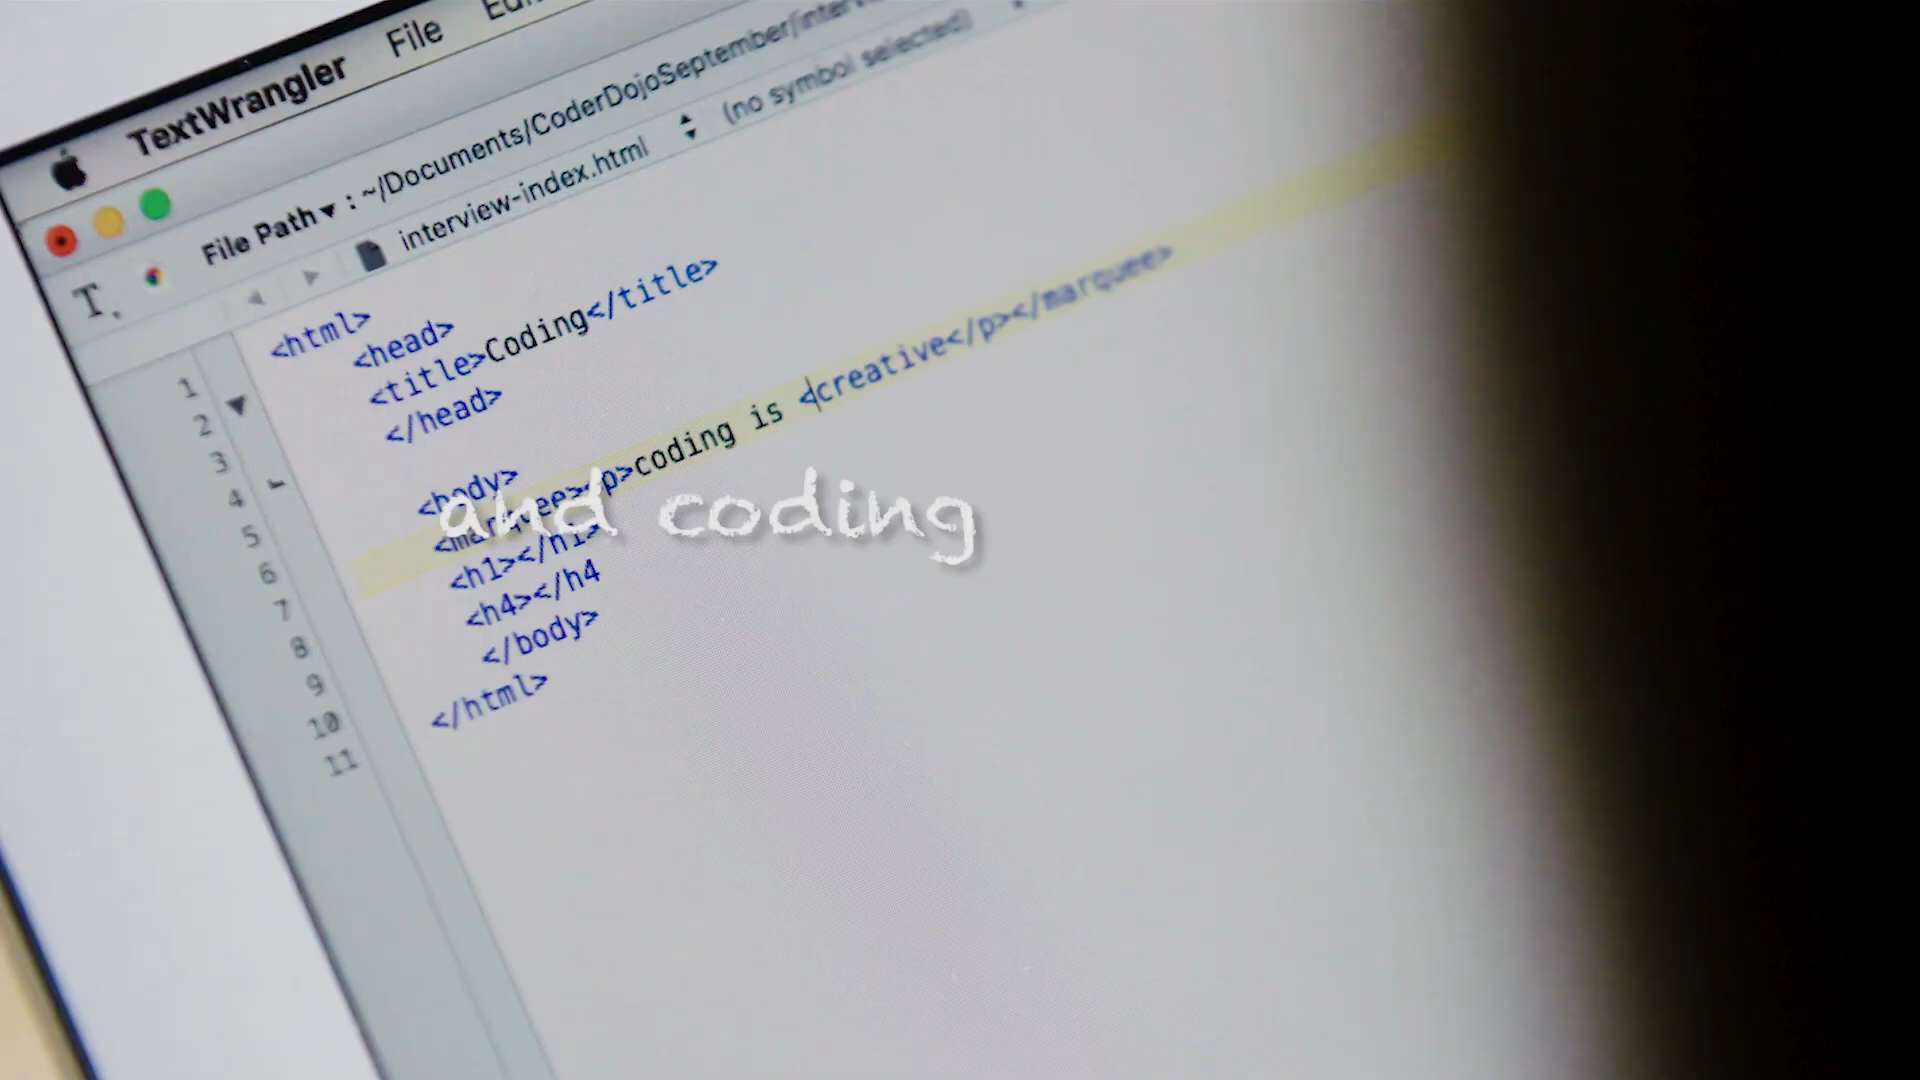 TextWrangler File
File Path : ~/Documents/CoderDojoSeptember/
interview-index.html (no symbol selected)
1 <html>
2 <head>
3 <title>Coding</title>
4 </head>
5
6 <body>
7 <marquee><p>coding is <creative</p></marquee>
8 <h1></h1>
9 <h4></h4
10 </body>
11 </html>
and coding